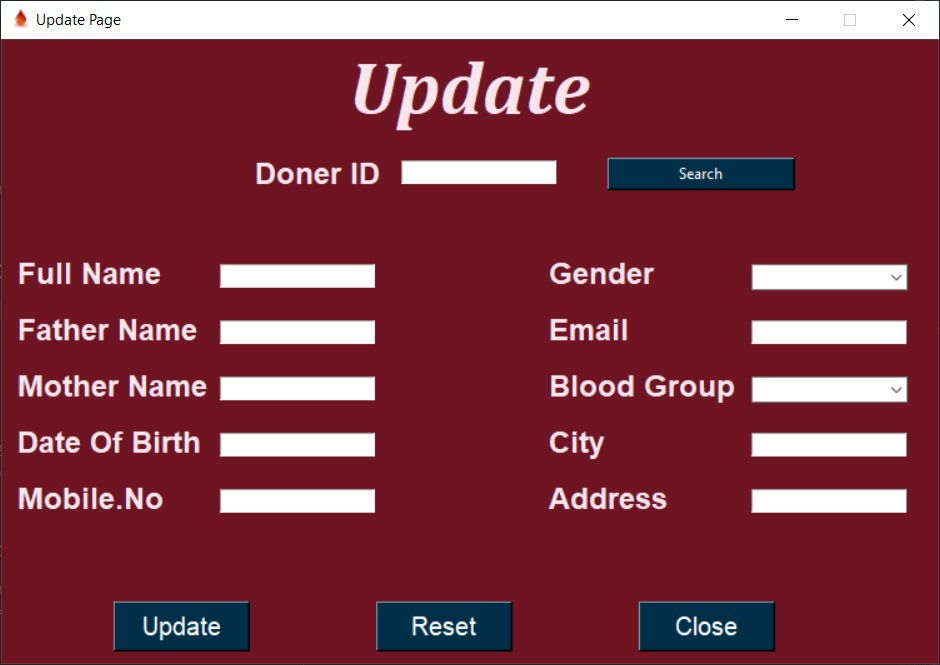 Update Page
Update
Doner ID Search
Full Name Gender
Father Name Email
Mother Name Blood Group
Date Of Birth City
Mobile.No Address
Update Reset Close